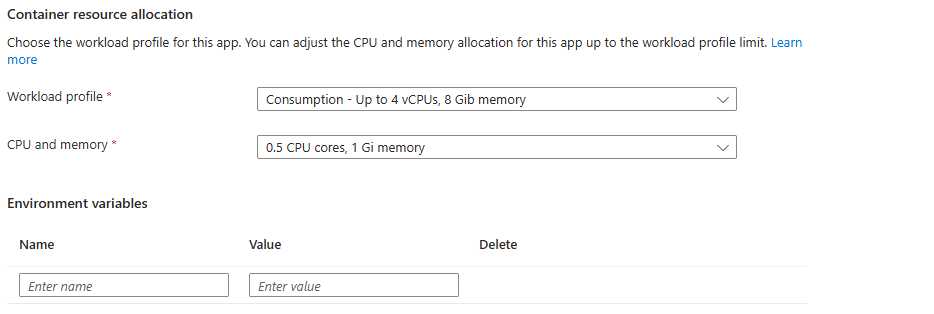 Container resource allocation
Choose the workload profile for this app. You can adjust the CPU and memory allocation for this app up to the workload profile limit. Learn
more
Workload profile *
Consumption - Up to 4 vCPUs, 8 Gib memory
CPU and memory *
0.5 CPU cores, 1 Gi memory
Environment variables
Name Value Delete
Enter name Enter value